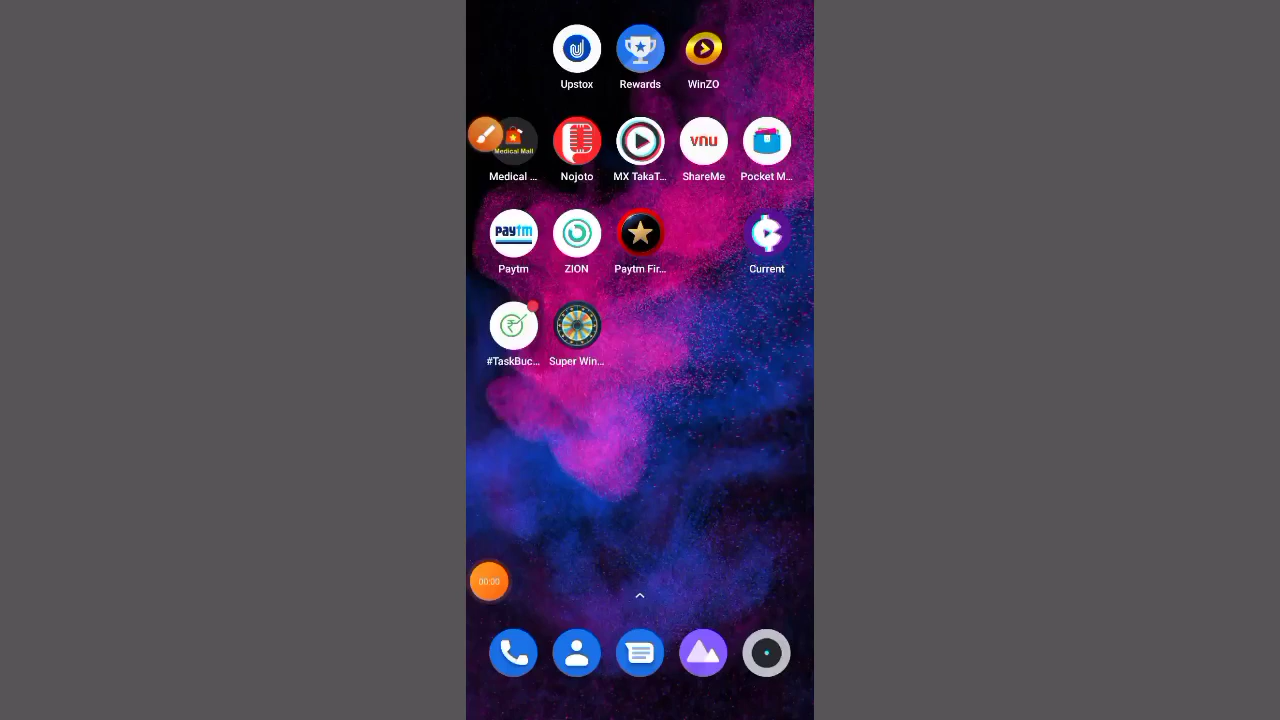 Upstox
Rewards
WinZO
Medical Mall
vnu
Medical ...
Nojoto
MX TakaT...
ShareMe
Pocket M...
paytm
Paytm
ZION
Paytm Fir...
Current
₹
#TaskBuc...
Super Win...
00:00